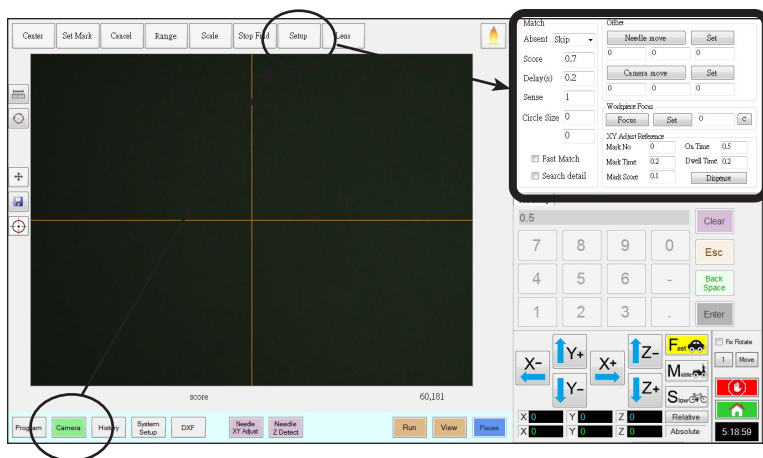 Center Set Mark Cancel Range Scale Stop Find Setup Lens
Match
Absent Skip
Score 0.7
Delay(s) 0.2
Sense 1
Circle Size 0
0
Fast Match
Search detail
Offset
Needle move Set
0 0 0
Camera move Set
0 0 0
Workpiece Focus
Focus Set 0 C
XY Adjust Reference
Mark No 0 On Time 0.5
Mark Time 0.2 Dwell Time 0.2
Mark Score 0.1 Dispense
0.5 Clear
7 8 9 0 Esc
4 5 6 - Back Space
1 2 3 . Enter
X- Y+ X+ Z- Fast
Y- Z+ Middle
Slow
Fix Rotate
1 Move
X 0 Y 0 Z 0 Relative
X 0 Y 0 Z 0 Absolute
5:18:59
score 60,181
Program Camera History System Setup DXF Needle XY Adjust Needle Z Detect Run View Pause